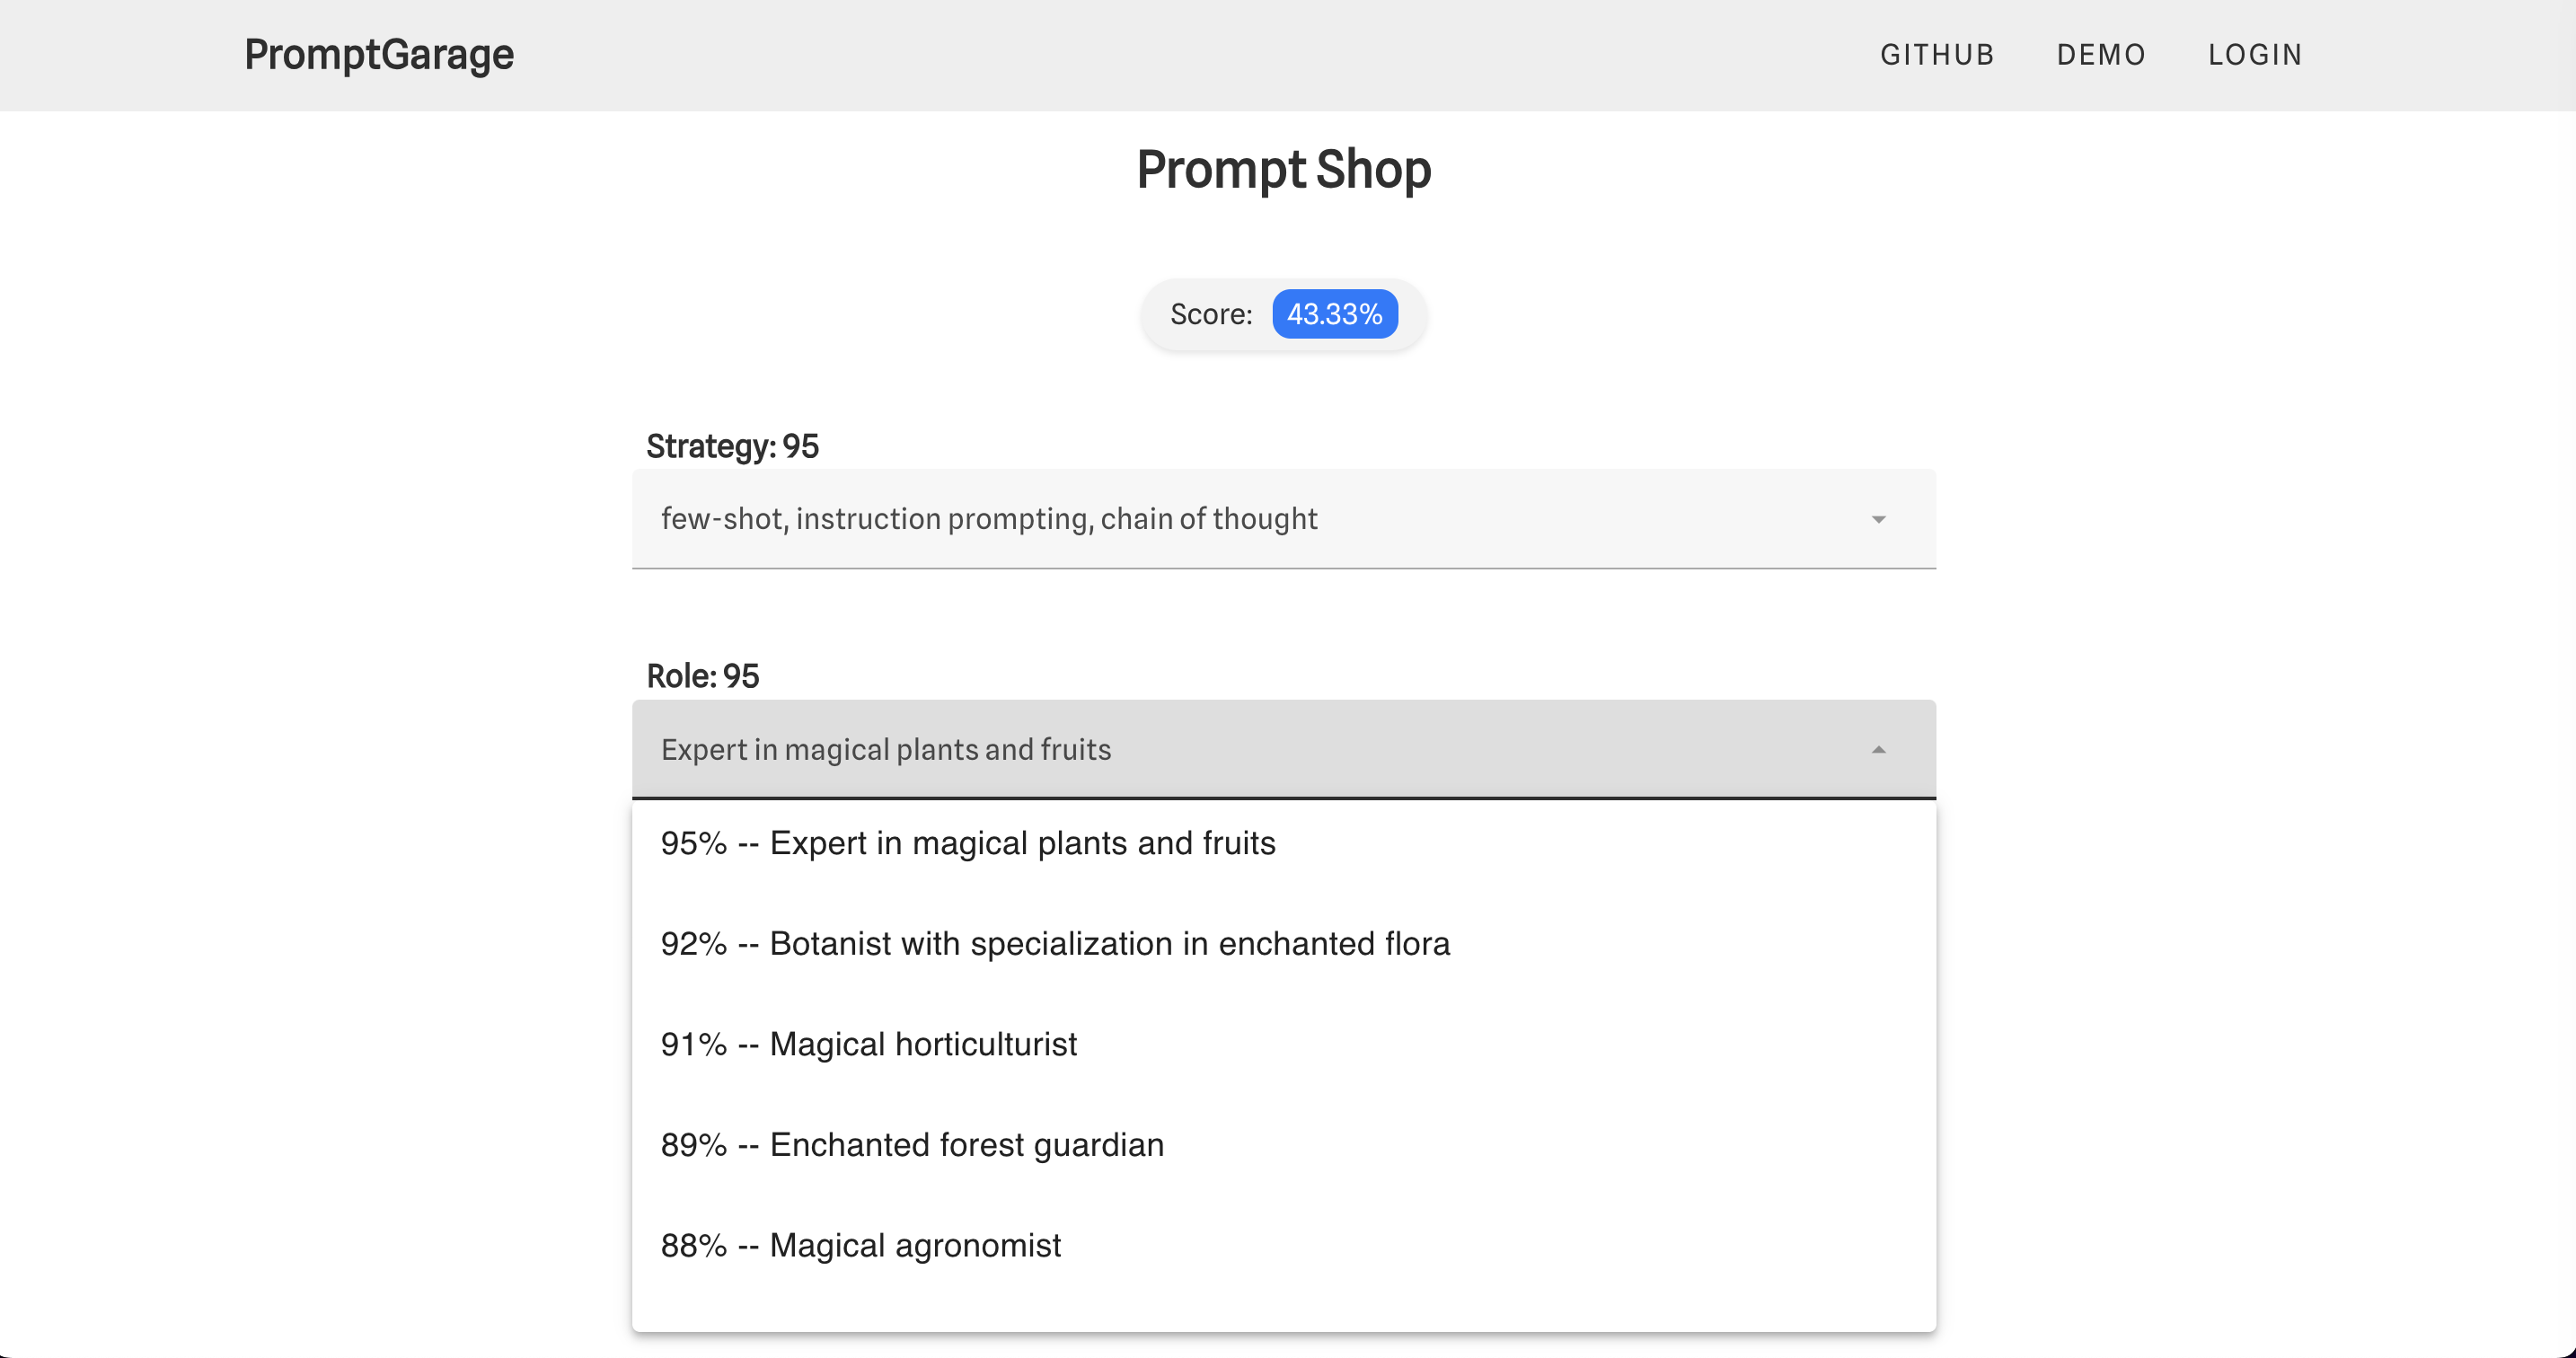 PromptGarage
GITHUB DEMO LOGIN
Prompt Shop
Score: 43.33%
Strategy: 95
few-shot, instruction prompting, chain of thought
Role: 95
Expert in magical plants and fruits
95% -- Expert in magical plants and fruits
92% -- Botanist with specialization in enchanted flora
91% -- Magical horticulturist
89% -- Enchanted forest guardian
88% -- Magical agronomist